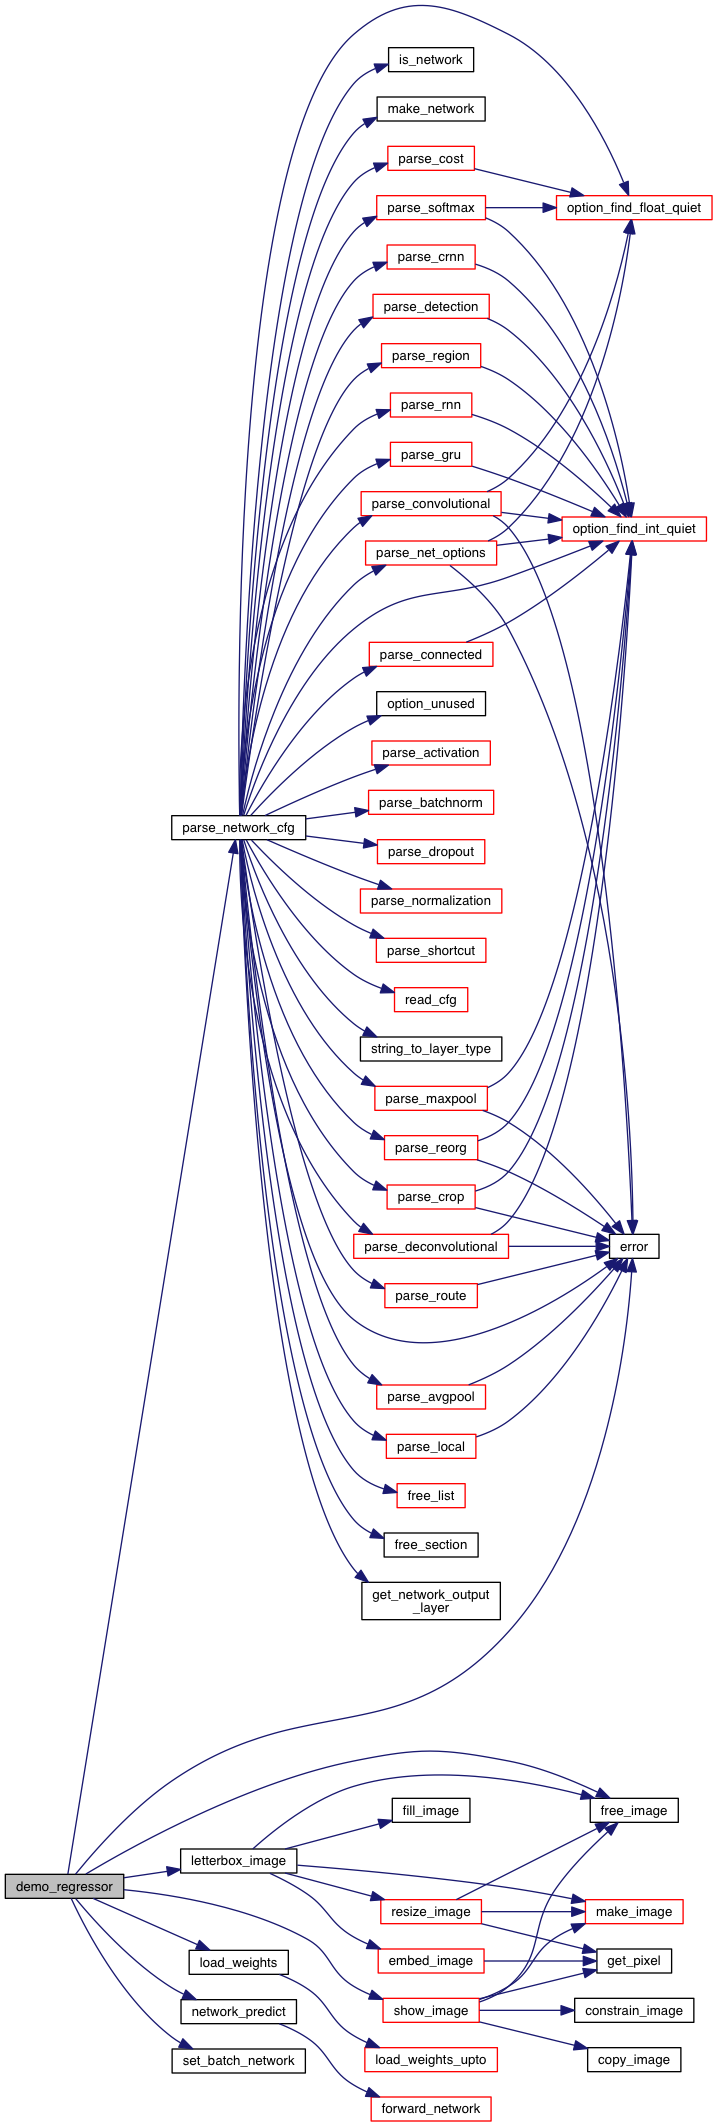 is_network
make_network
parse_cost
parse_softmax
option_find_float_quiet
parse_crnn
parse_detection
parse_region
parse_rnn
parse_gru
parse_convolutional
option_find_int_quiet
parse_net_options
parse_connected
option_unused
parse_activation
parse_batchnorm
parse_network_cfg
parse_dropout
parse_normalization
parse_shortcut
read_cfg
string_to_layer_type
parse_maxpool
parse_reorg
parse_crop
parse_deconvolutional
error
parse_route
parse_avgpool
parse_local
free_list
free_section
get_network_output
_layer
fill_image
free_image
letterbox_image
demo_regressor
resize_image
make_image
load_weights
embed_image
get_pixel
network_predict
show_image
constrain_image
set_batch_network
load_weights_upto
copy_image
forward_network